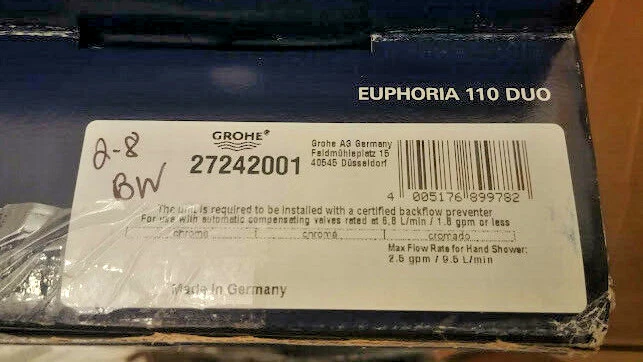 EUPHORIA 110 DUO
2-8
BW
GROHE®
27242001
Grohe AG Germany
Feldmühleplatz 15
40545 Düsseldorf
4 005176 899782
The unit is required to be installed with a certified backflow preventer
For use with automatic compensating valves rated at 6,8 L/min / 1.8 gpm or less
chrome chromé cromado
Max Flow Rate for Hand Shower:
2.5 gpm / 9.5 L/min
Made in Germany